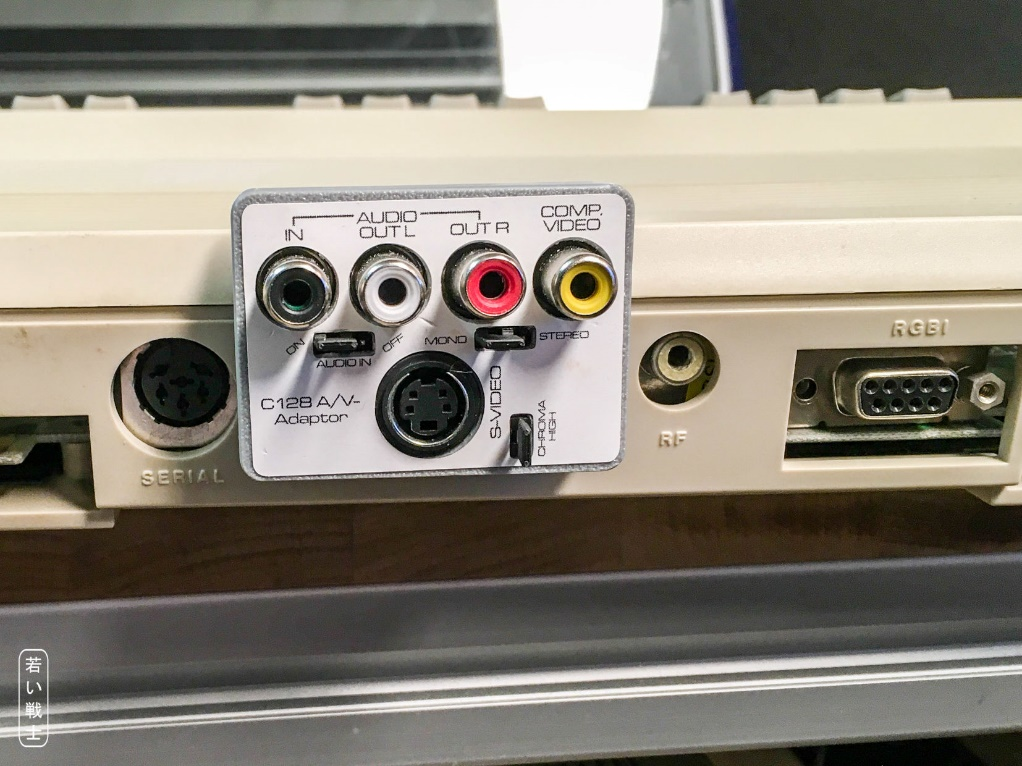 AUDIO
IN
OUT L
OUT R
COMP.
VIDEO
ON
AUDIO IN
OFF
MONO
STEREO
C128 A/V-
Adaptor
S-VIDEO
CHROMA
HIGH
SERIAL
RF
RGBI
若い戦士